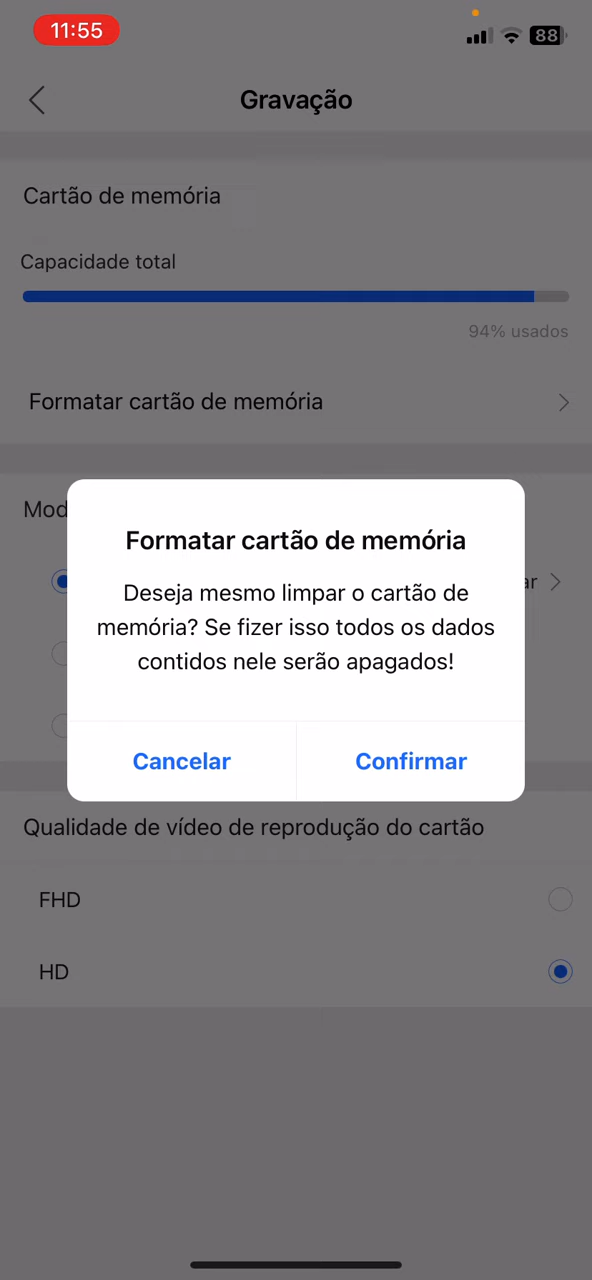 11:55
88
Gravação
Cartão de memória
Capacidade total
94% usados
Formatar cartão de memória
Mod
Formatar cartão de memória
ar
Deseja mesmo limpar o cartão de
memória? Se fizer isso todos os dados
contidos nele serão apagados!
Cancelar
Confirmar
Qualidade de vídeo de reprodução do cartão
FHD
HD